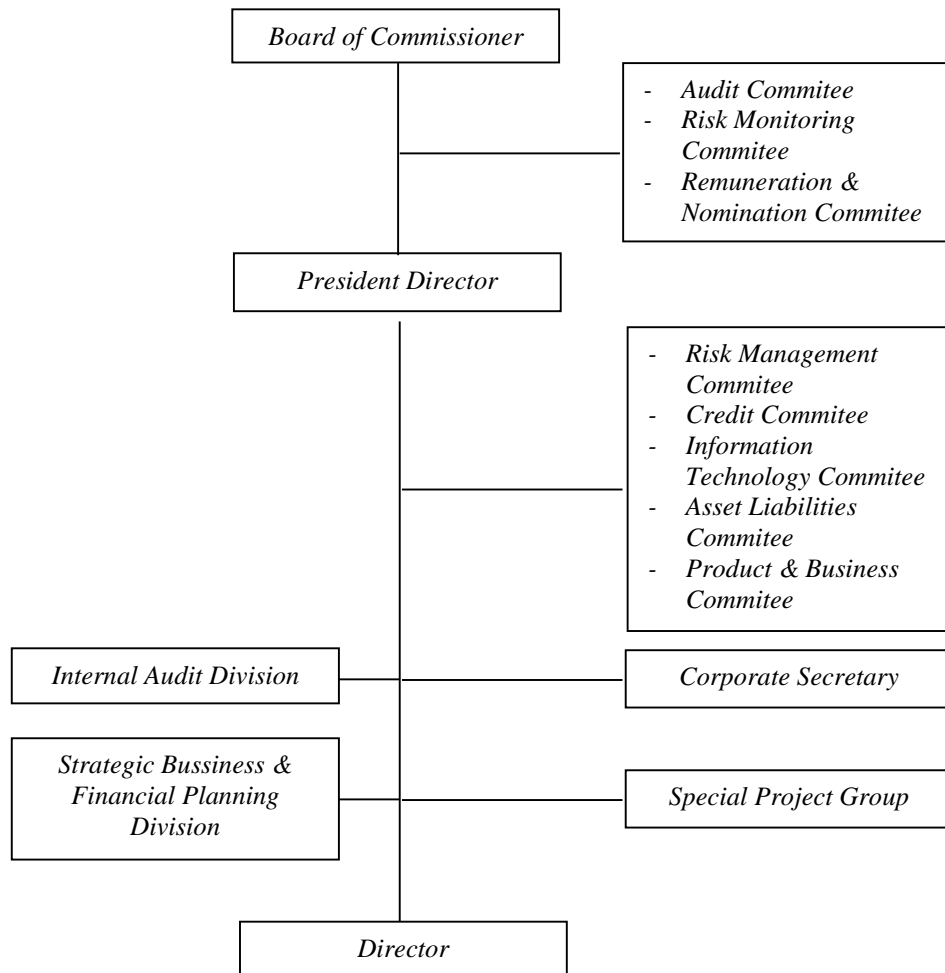 Board of Commissioner
- Audit Commitee
- Risk Monitoring
Commitee
- Remuneration &
Nomination Commitee
President Director
- Risk Management
Commitee
- Credit Commitee
- Information
Technology Commitee
- Asset Liabilities
Commitee
- Product & Business
Commitee
Internal Audit Division
Corporate Secretary
Strategic Bussiness &
Financial Planning
Division
Special Project Group
Director